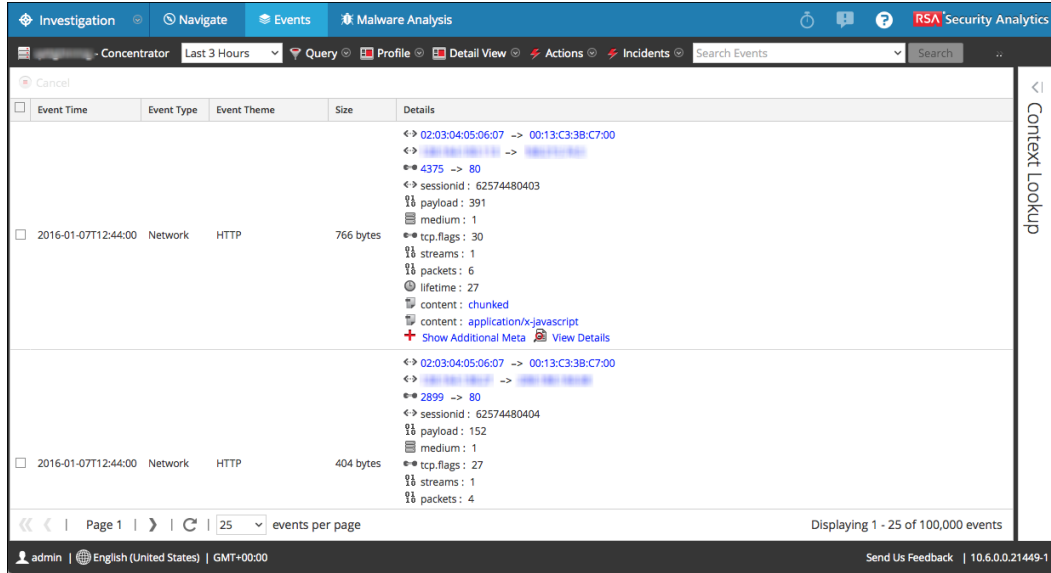 Investigation Navigate Events Malware Analysis RSA Security Analytics
- Concentrator Last 3 Hours Query Profile Detail View Actions Incidents Search Events Search
Cancel
Event Time Event Type Event Theme Size Details
02:03:04:05:06:07 -> 00:13:C3:3B:C7:00
->
4375 -> 80
sessionid : 62574480403
payload : 391
medium : 1
2016-01-07T12:44:00 Network HTTP 766 bytes tcp.flags : 30
streams : 1
packets : 6
lifetime : 27
content : chunked
content : application/x-javascript
Show Additional Meta View Details
02:03:04:05:06:07 -> 00:13:C3:3B:C7:00
->
2899 -> 80
sessionid : 62574480404
payload : 152
medium : 1
2016-01-07T12:44:00 Network HTTP 404 bytes tcp.flags : 27
streams : 1
packets : 4
Context Lookup
Page 1 | 25 events per page Displaying 1 - 25 of 100,000 events
admin | English (United States) | GMT+00:00 Send Us Feedback | 10.6.0.0.21449-1